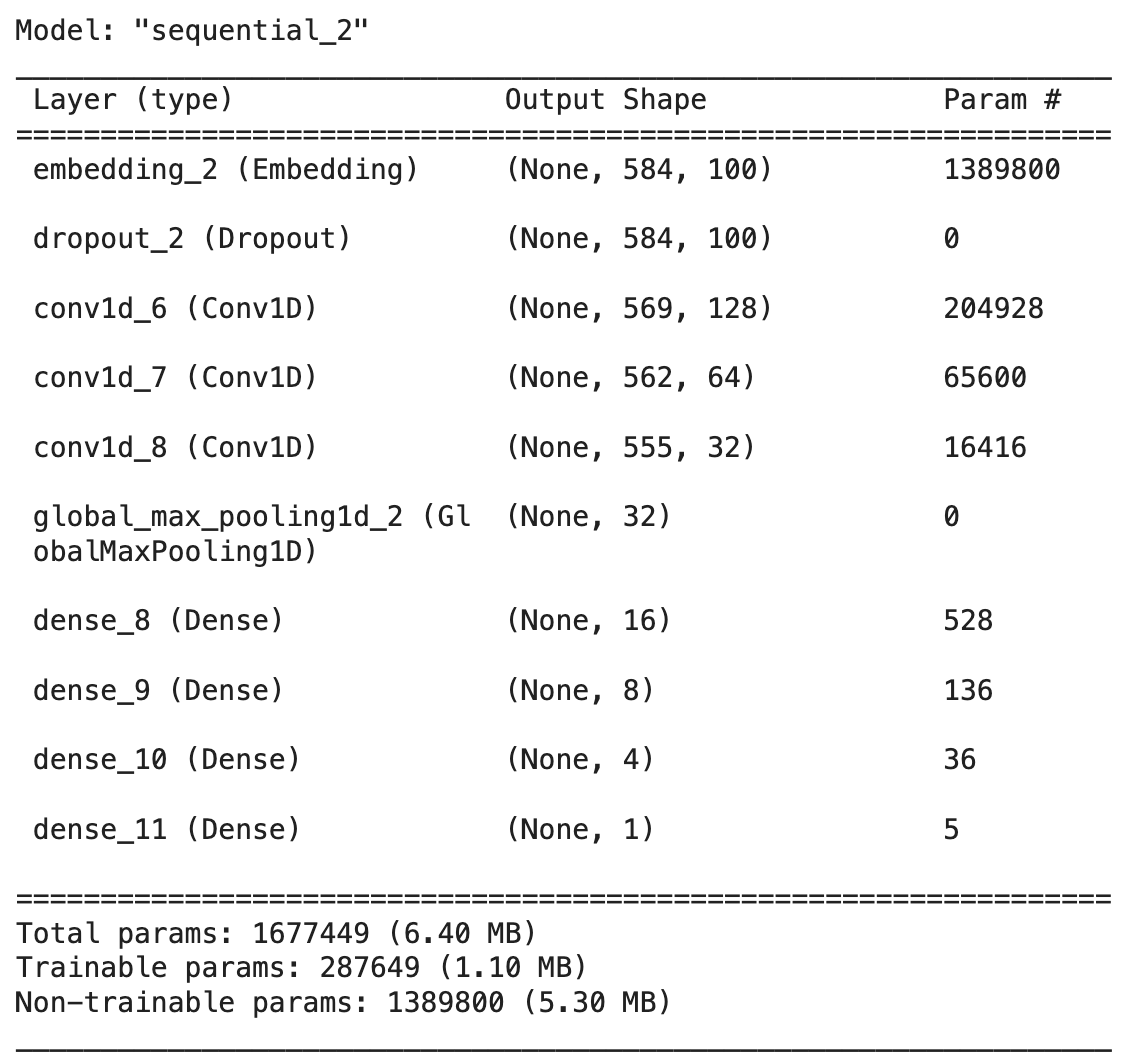 Model: "sequential_2"
Layer (type) Output Shape Param #
embedding_2 (Embedding) (None, 584, 100) 1389800
dropout_2 (Dropout) (None, 584, 100) 0
conv1d_6 (Conv1D) (None, 569, 128) 204928
conv1d_7 (Conv1D) (None, 562, 64) 65600
conv1d_8 (Conv1D) (None, 555, 32) 16416
global_max_pooling1d_2 (Gl (None, 32) 0
obalMaxPooling1D)
dense_8 (Dense) (None, 16) 528
dense_9 (Dense) (None, 8) 136
dense_10 (Dense) (None, 4) 36
dense_11 (Dense) (None, 1) 5
Total params: 1677449 (6.40 MB)
Trainable params: 287649 (1.10 MB)
Non-trainable params: 1389800 (5.30 MB)